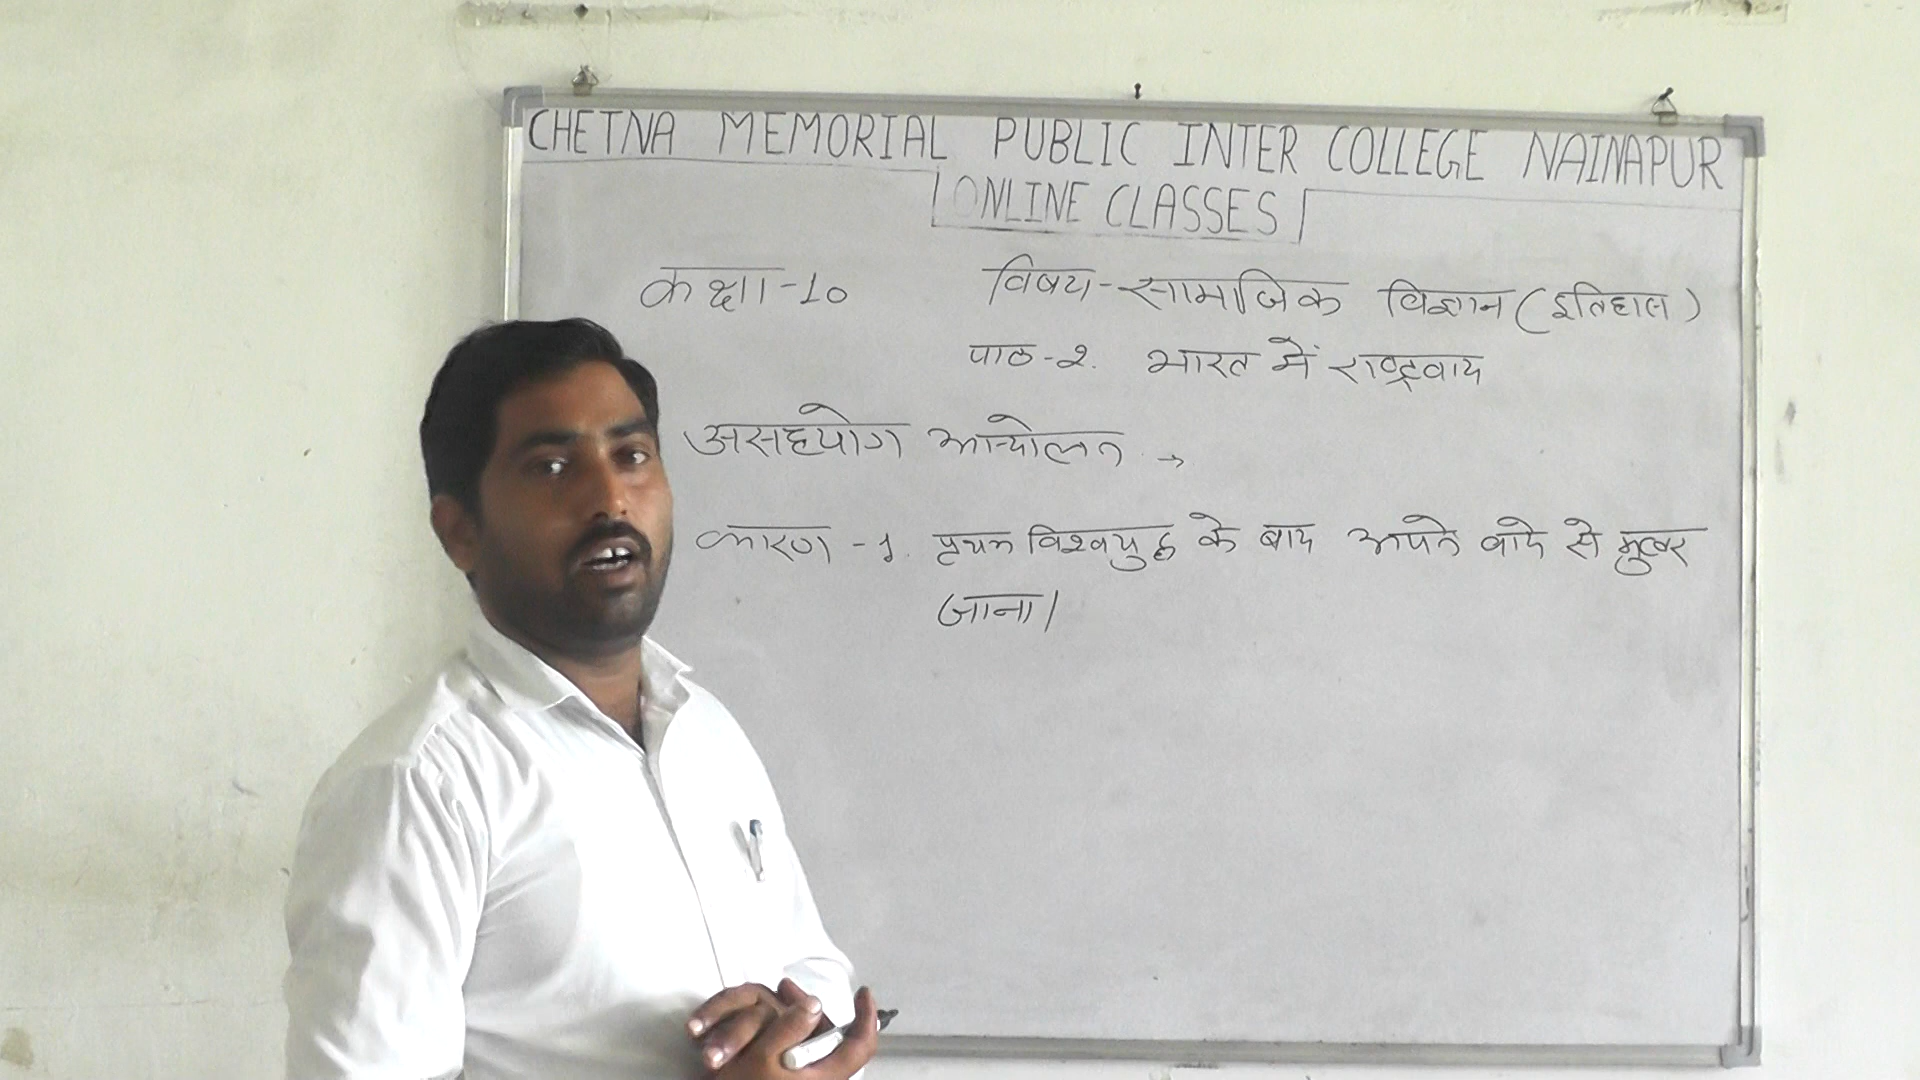 CHETNA MEMORIAL PUBLIC INTER COLLEGE NAINAPUR
ONLINE CLASSES
कक्षा-10 विषय-सामाजिक विज्ञान (इतिहास)
पाठ-2. भारत में राष्ट्रवाद
असहयोग आन्दोलन →
कारण-1. प्रथम विश्वयुद्ध के बाद अपने वादे से मुकर
जाना।